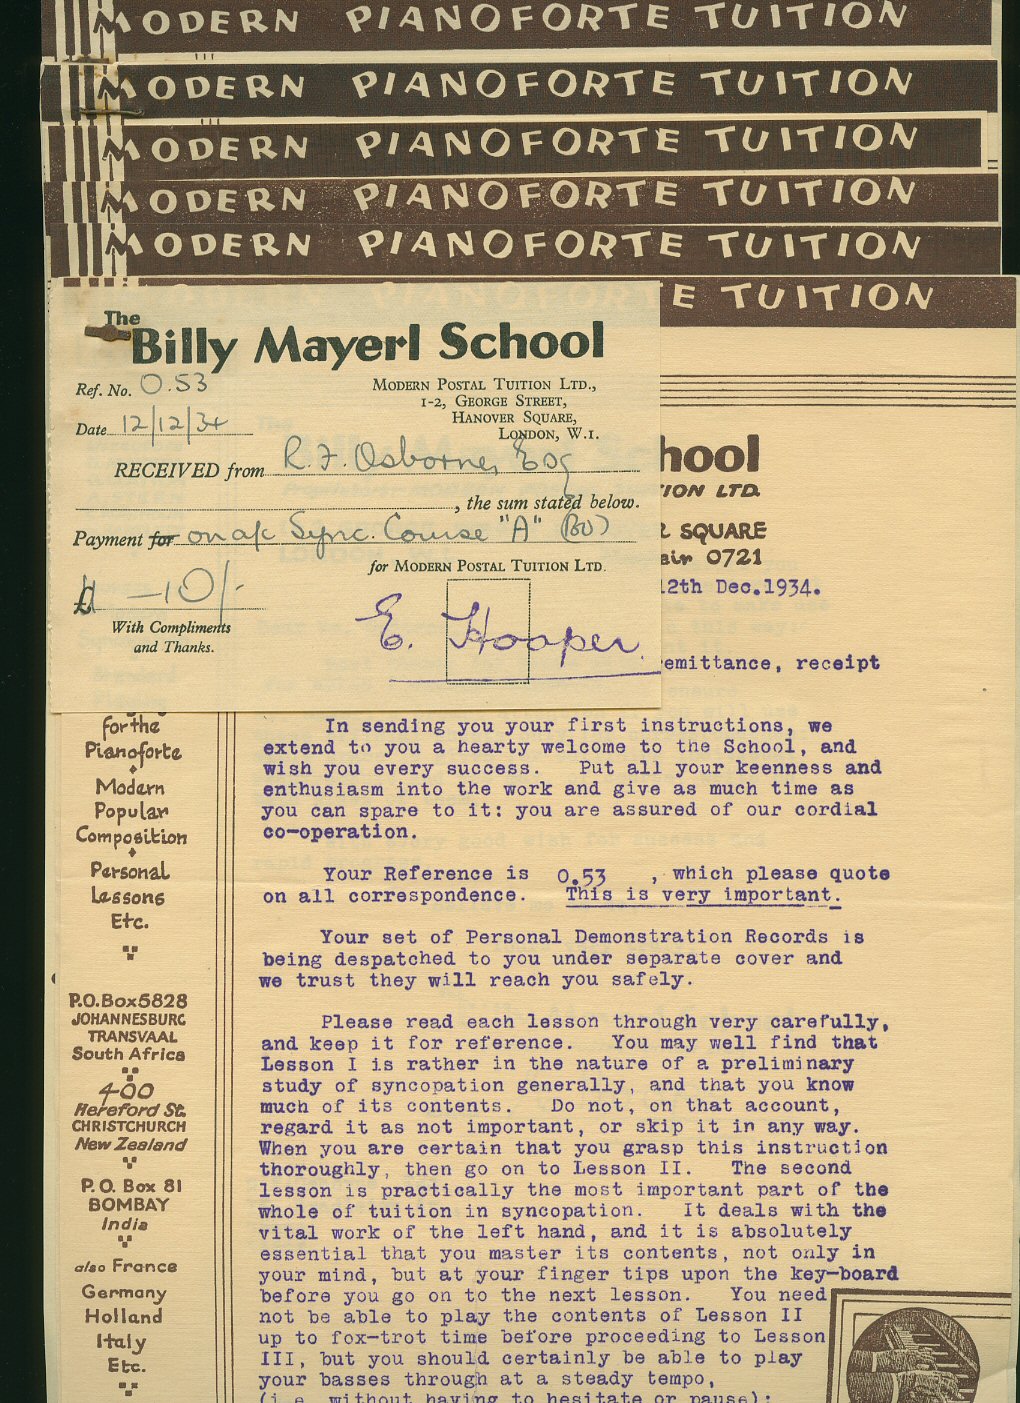 MODERN PIANOFORTE TUITION
MODERN PIANOFORTE TUITION
MODERN PIANOFORTE TUITION
MODERN PIANOFORTE TUITION
MODERN PIANOFORTE TUITION
TE TUITION
The
Billy Mayerl School
Ref. No. O.53
MODERN POSTAL TUITION LTD.,
1-2, GEORGE STREET,
HANOVER SQUARE,
LONDON, W.1.
Date 12/12/34
RECEIVED from R. F. Osborne, Esq
, the sum stated below.
Payment for on a/c Sync. Course "A" (BU)
for MODERN POSTAL TUITION LTD.
£ —10/-
With Compliments
and Thanks.
E. Hooper.
hool
ION LTD.
R SQUARE
air 0721
12th Dec.1934.
emittance, receipt
for the
Pianoforte
Modern
Popular
Composition
Personal
Lessons
Etc.
P.O. Box 5828
JOHANNESBURG
TRANSVAAL
South Africa
400
Hereford St.
CHRISTCHURCH
New Zealand
P.O. Box 81
BOMBAY
India
also France
Germany
Holland
Italy
Etc.
In sending you your first instructions, we
extend to you a hearty welcome to the School, and
wish you every success. Put all your keenness and
enthusiasm into the work and give as much time as
you can spare to it: you are assured of our cordial
co-operation.
Your Reference is 0.53 , which please quote
on all correspondence. This is very important.
Your set of Personal Demonstration Records is
being despatched to you under separate cover and
we trust they will reach you safely.
Please read each lesson through very carefully,
and keep it for reference. You may well find that
Lesson I is rather in the nature of a preliminary
study of syncopation generally, and that you know
much of its contents. Do not, on that account,
regard it as not important, or skip it in any way.
When you are certain that you grasp this instruction
thoroughly, then go on to Lesson II. The second
lesson is practically the most important part of the
whole of tuition in syncopation. It deals with the
vital work of the left hand, and it is absolutely
essential that you master its contents, not only in
your mind, but at your finger tips upon the key-board
before you go on to the next lesson. You need
not be able to play the contents of Lesson II
up to fox-trot time before proceeding to Lesson
III, but you should certainly be able to play
your basses through at a steady tempo,
(i.e. without having to hesitate or pause);